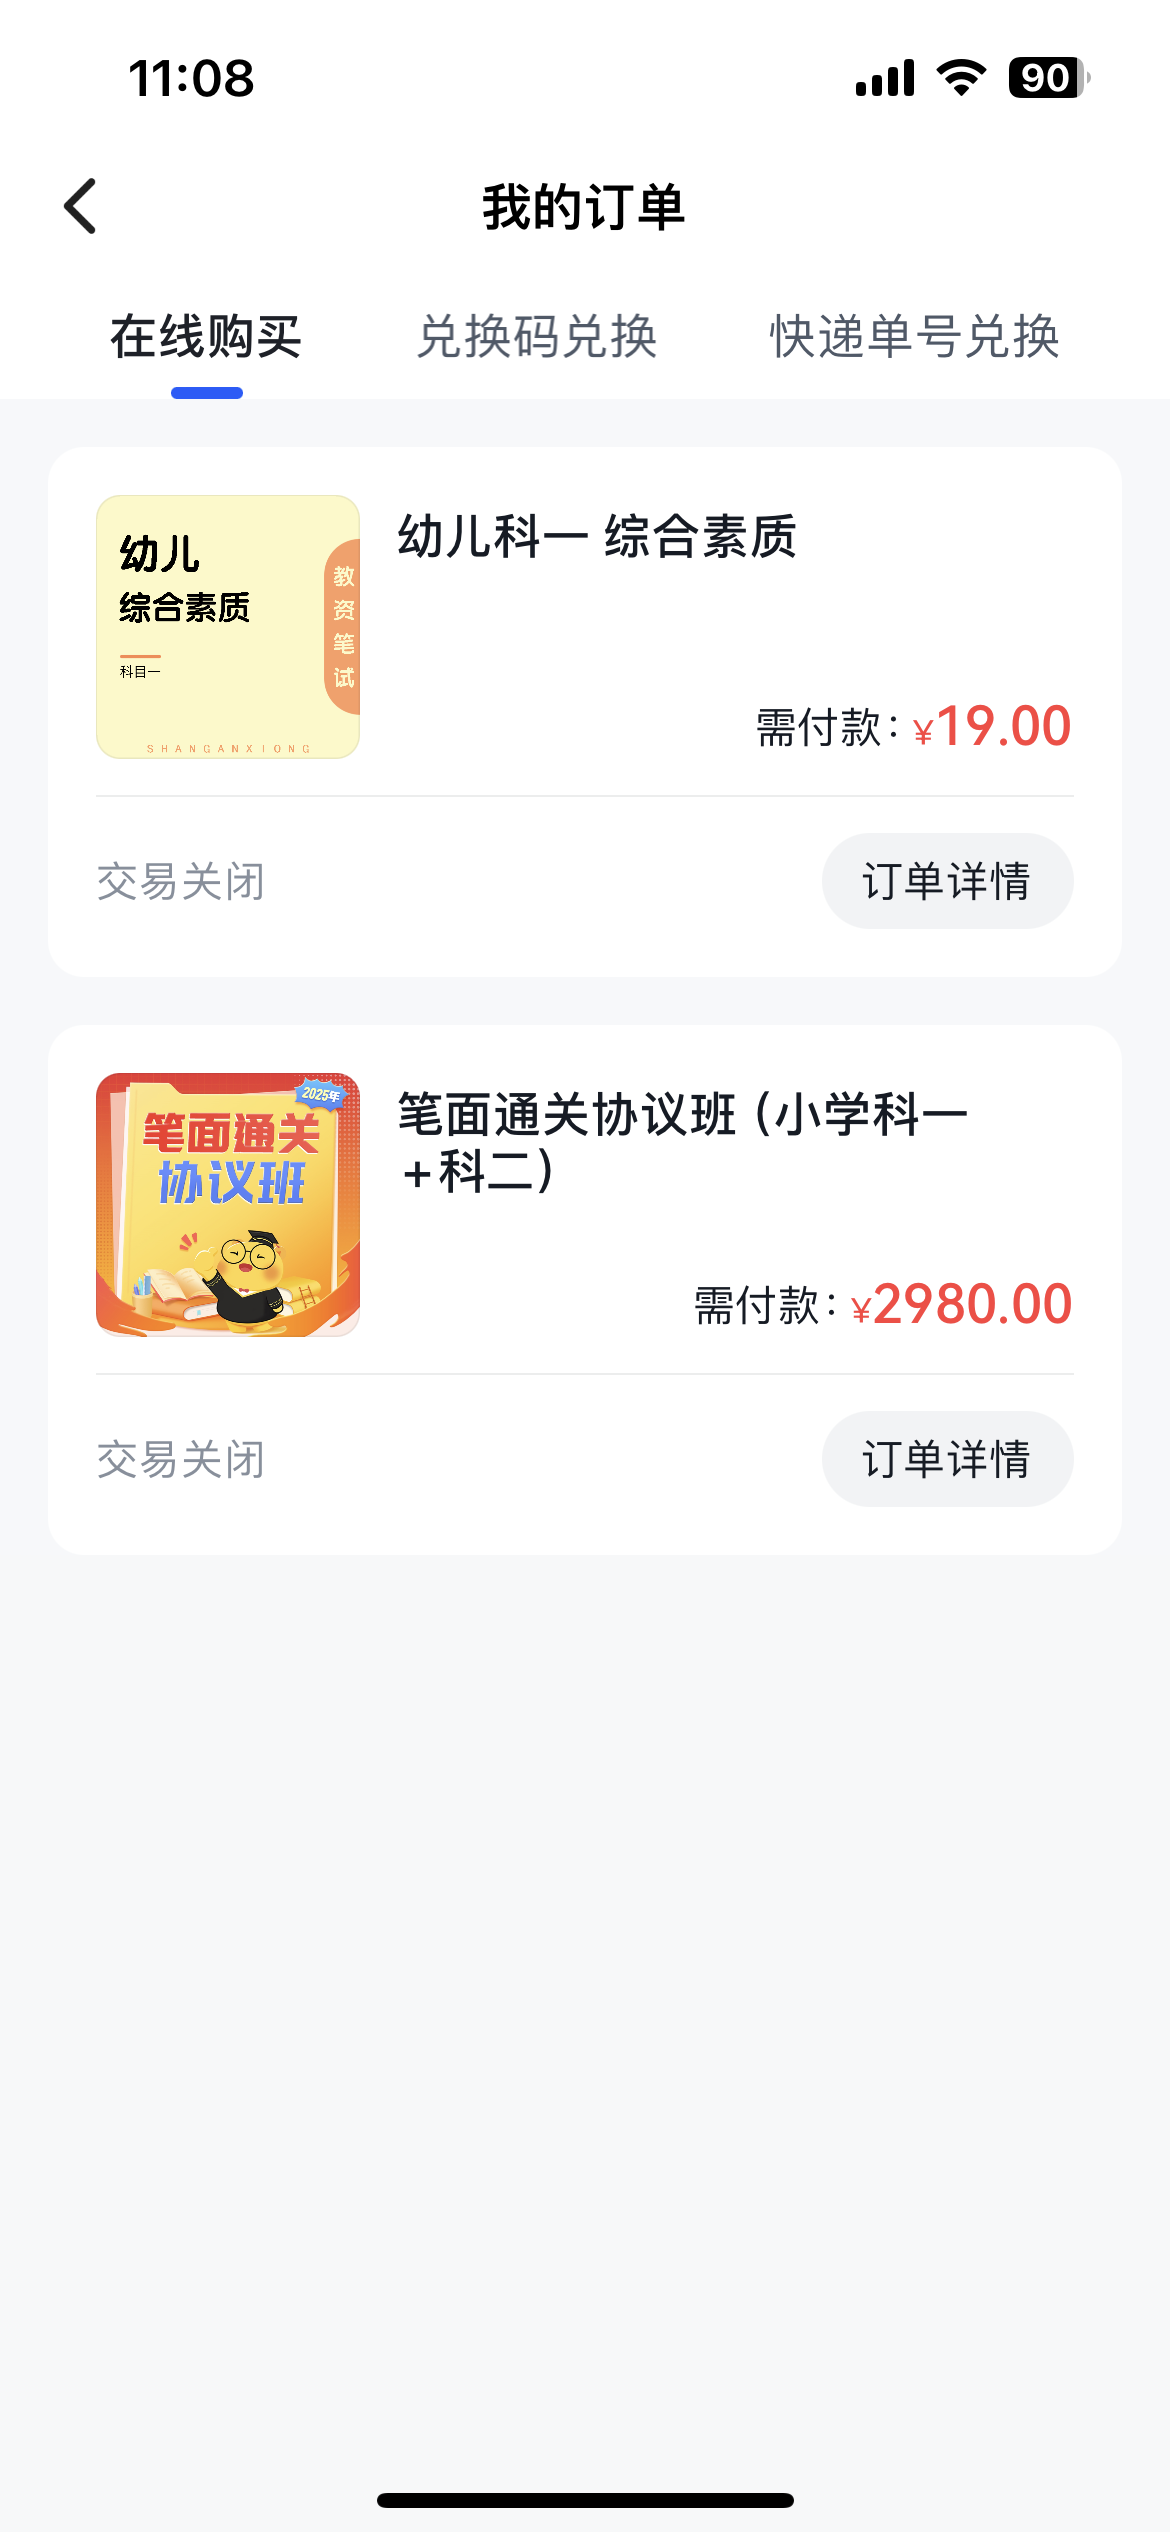 11:08
90
我的订单
在线购买
兑换码兑换
快递单号兑换
幼儿
综合素质
科目一
教资笔试
SHANGANXIONG
幼儿科一 综合素质
需付款：¥19.00
交易关闭
订单详情
2025年
笔面通关
协议班
笔面通关协议班（小学科一
+科二）
需付款：¥2980.00
交易关闭
订单详情